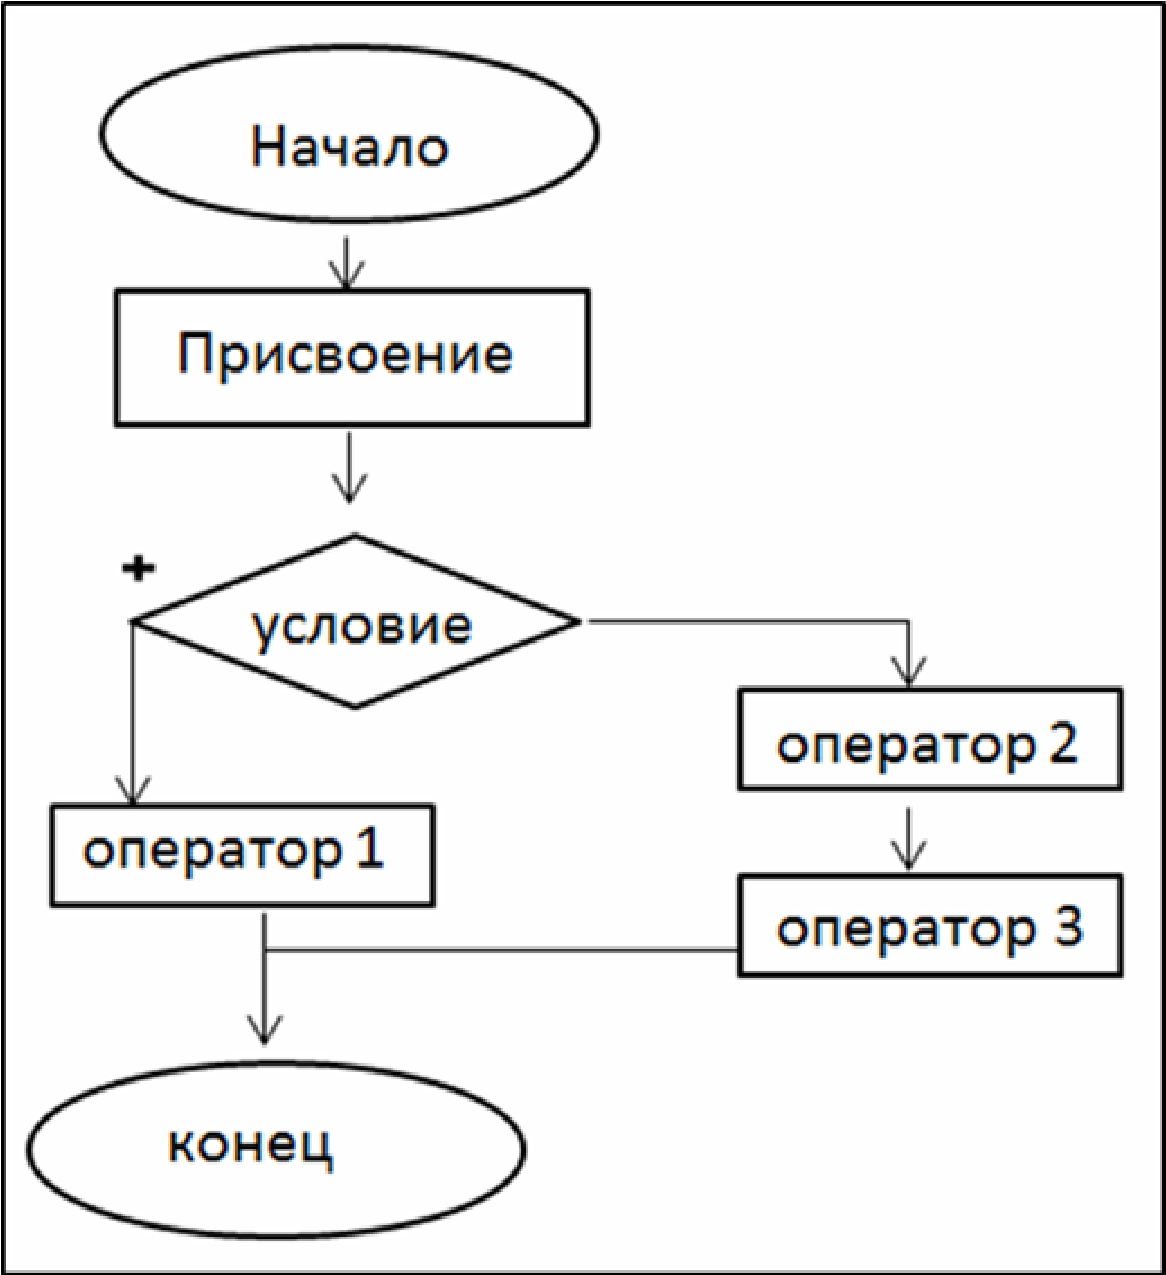 Начало
Присвоение
+
условие
оператор 2
оператор 1
оператор 3
конец